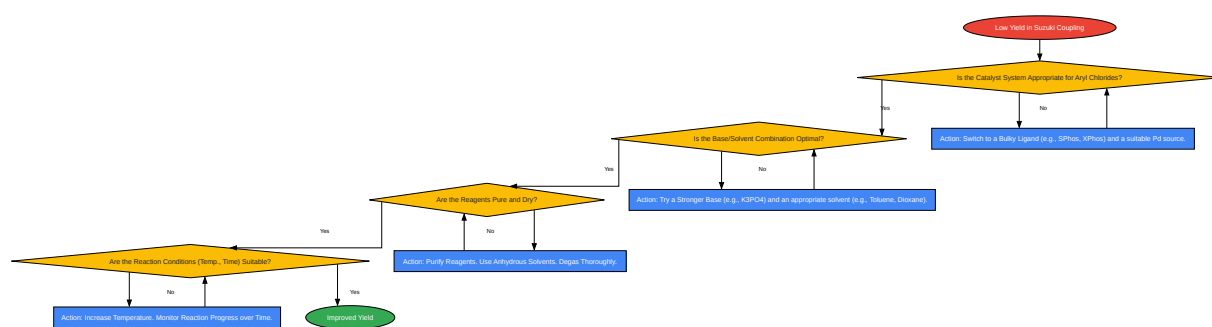 Low Yield in Suzuki Coupling
Is the Catalyst System Appropriate for Aryl Chlorides?
Yes
No
Action: Switch to a Bulky Ligand (e.g., SPhos, XPhos) and a suitable Pd source.
Is the Base/Solvent Combination Optimal?
Yes
No
Action: Try a Stronger Base (e.g., K3PO4) and an appropriate solvent (e.g., Toluene, Dioxane).
Are the Reagents Pure and Dry?
Yes
No
Action: Purify Reagents. Use Anhydrous Solvents. Degas Thoroughly.
Are the Reaction Conditions (Temp., Time) Suitable?
No
Yes
Action: Increase Temperature. Monitor Reaction Progress over Time.
Improved Yield